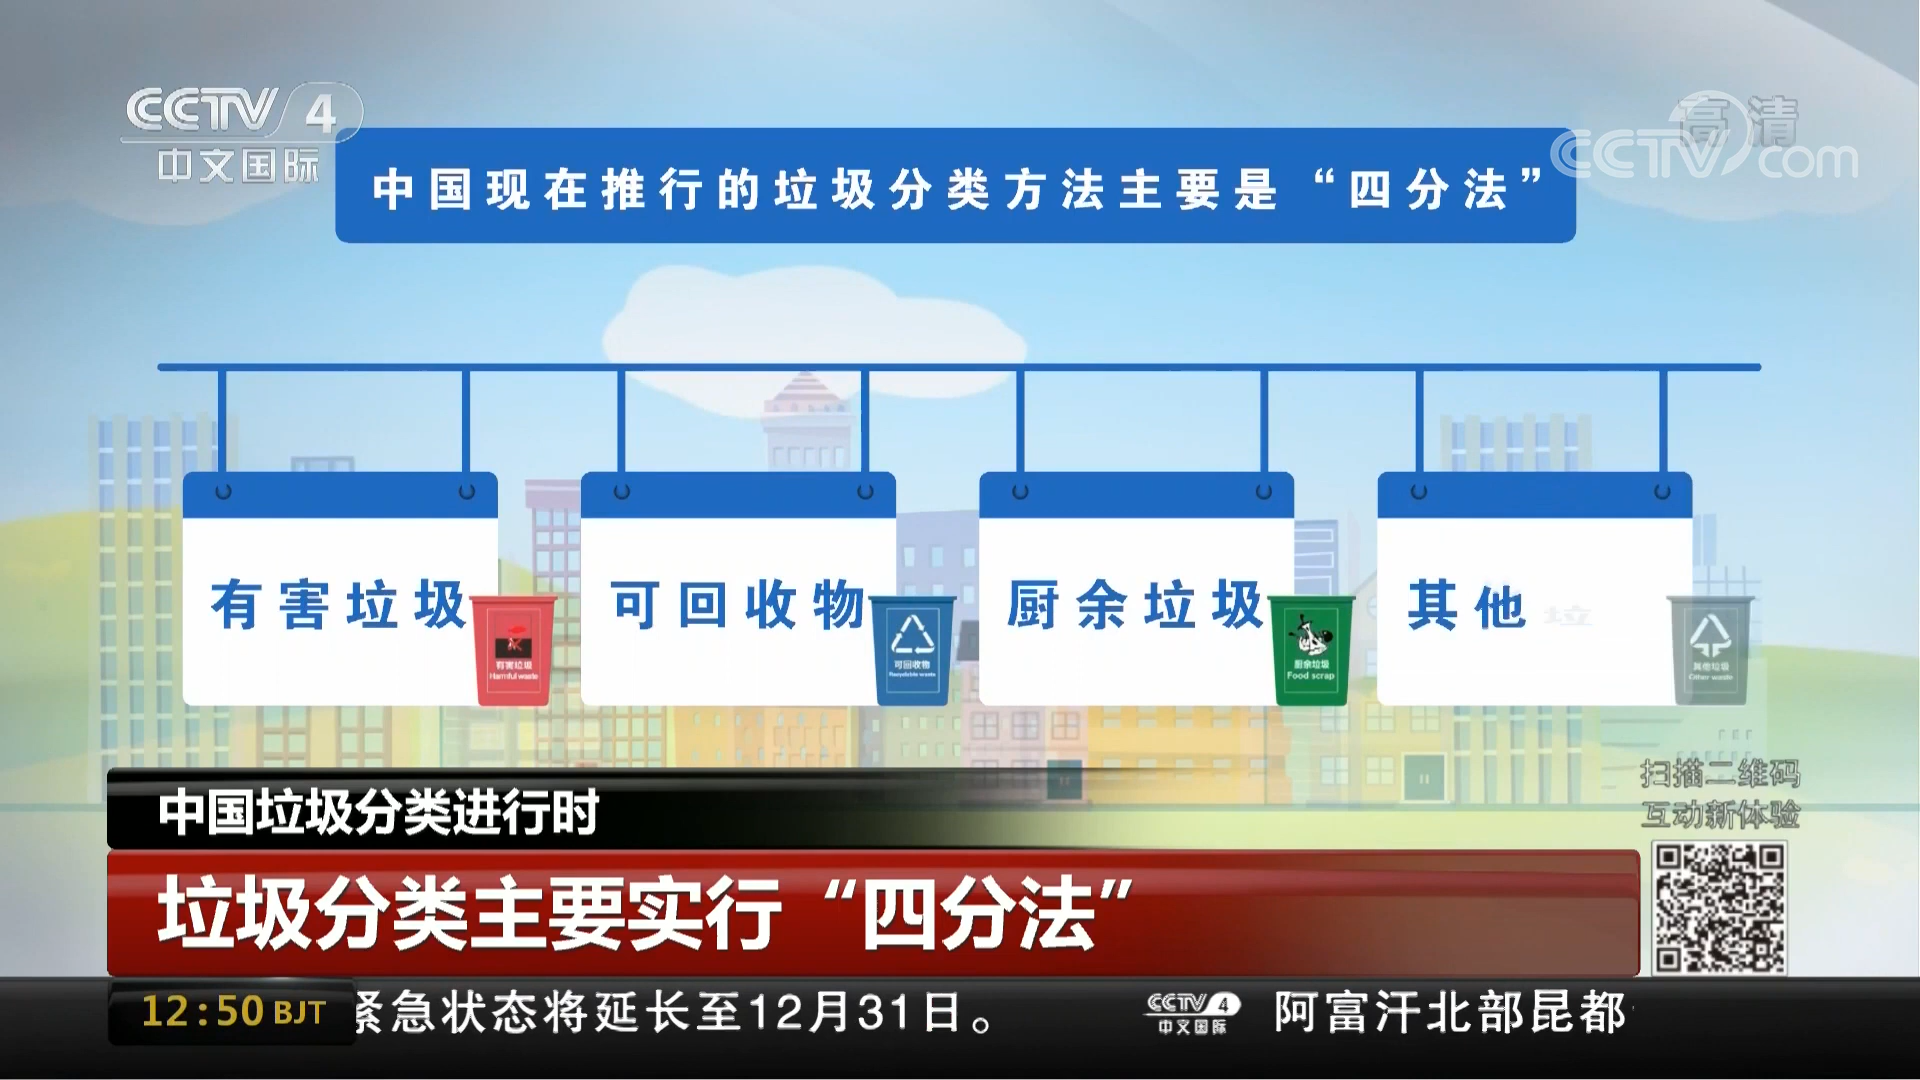 CCTV 4
中文国际
高清
CCTV.com
中国现在推行的垃圾分类方法主要是“四分法”
有害垃圾
有害垃圾
Harmful waste
可回收物
可回收物
Recyclable waste
厨余垃圾
厨余垃圾
Food scrap
其他垃
其他垃圾
Other waste
扫描二维码
互动新体验
中国垃圾分类进行时
垃圾分类主要实行“四分法”
12:50 BJT
紧急状态将延长至12月31日。
CCTV 4
中文国际
阿富汗北部昆都